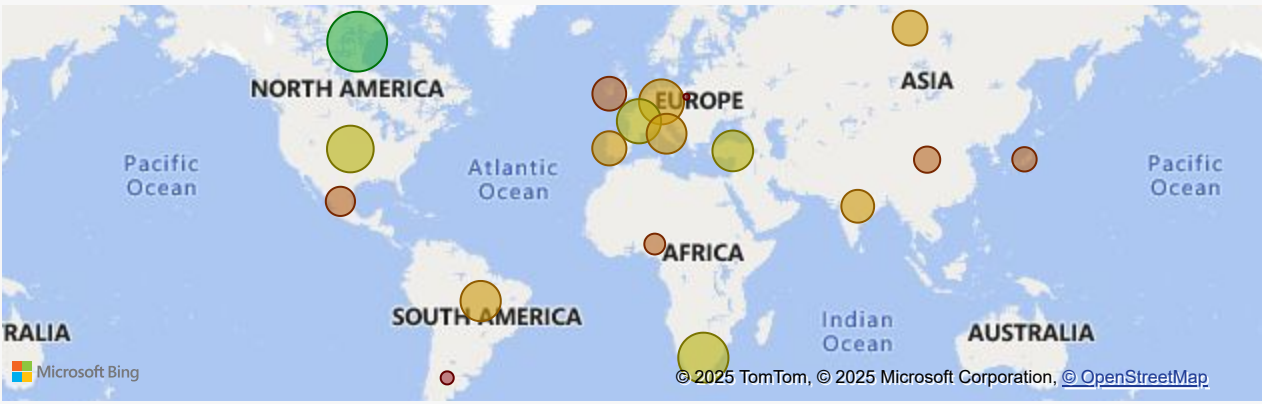 NORTH AMERICA
ASIA
EUROPE
Pacific
Ocean
Atlantic
Ocean
Pacific
Ocean
AFRICA
SOUTH AMERICA
Indian
Ocean
RALIA
AUSTRALIA
Microsoft Bing
© 2025 TomTom, © 2025 Microsoft Corporation, © OpenStreetMap